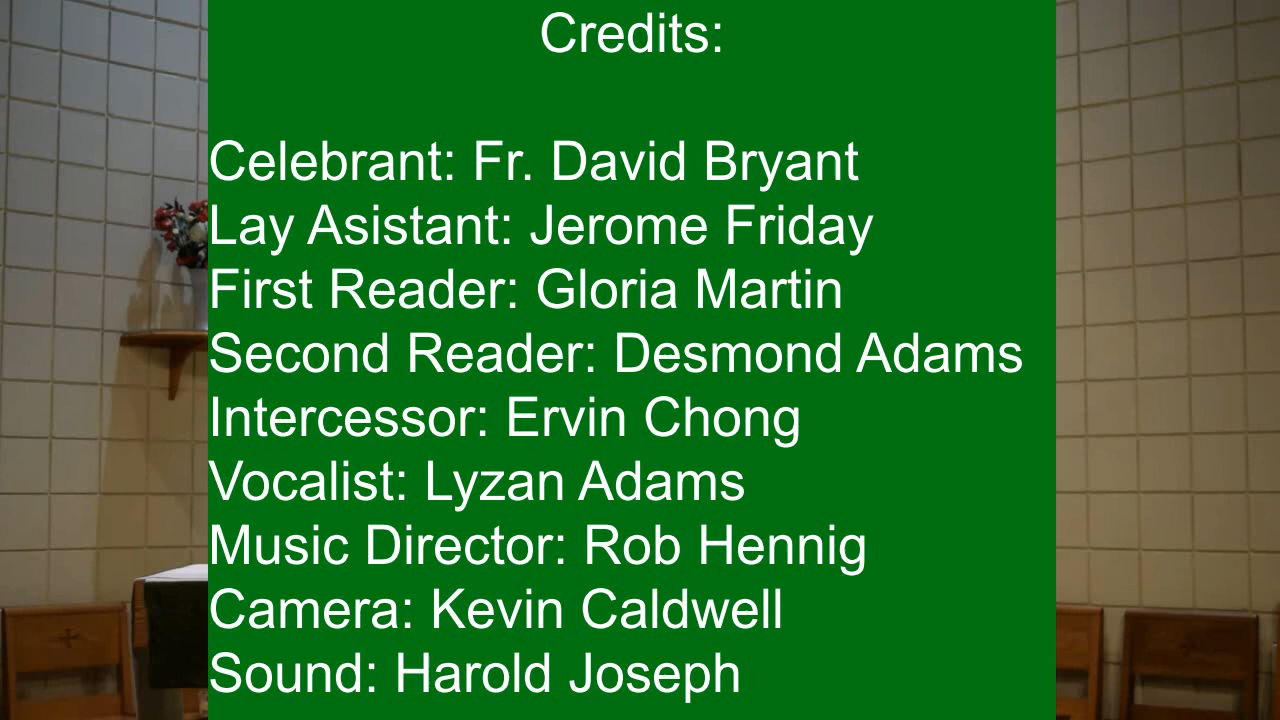 Credits:
Celebrant: Fr. David Bryant
Lay Asistant: Jerome Friday
First Reader: Gloria Martin
Second Reader: Desmond Adams
Intercessor: Ervin Chong
Vocalist: Lyzan Adams
Music Director: Rob Hennig
Camera: Kevin Caldwell
Sound: Harold Joseph